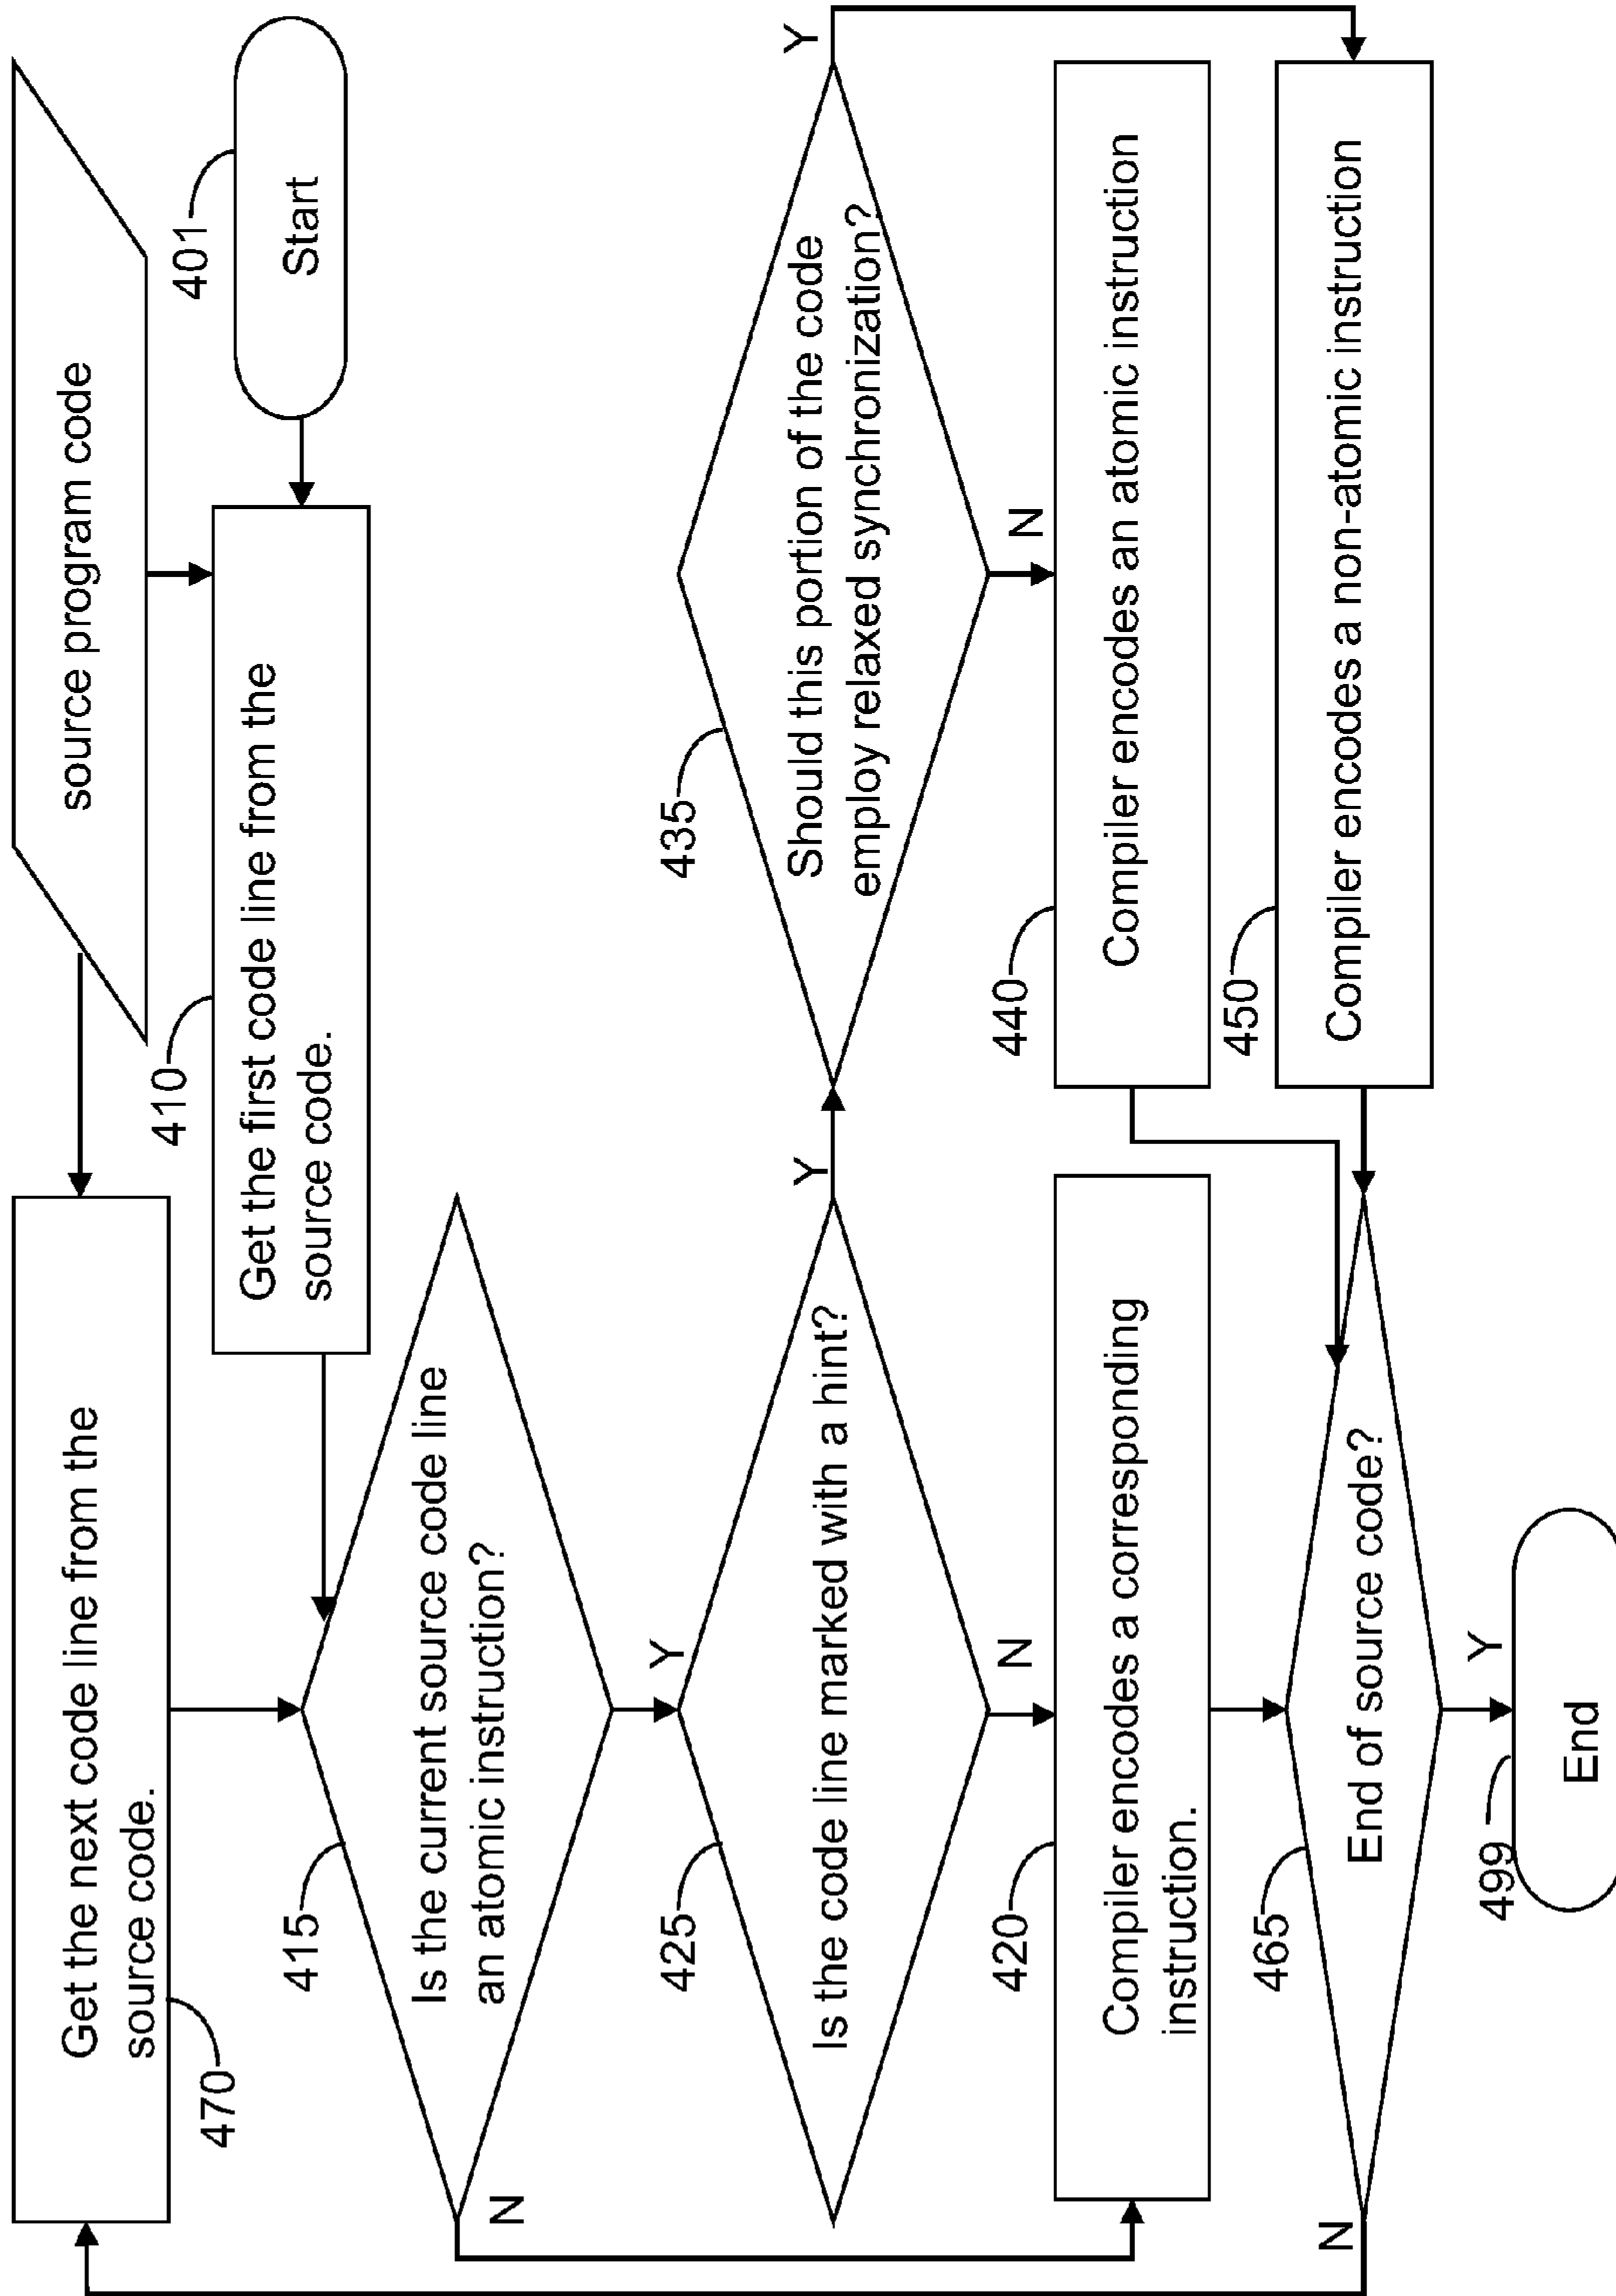 source program code
401
Start
410
Get the first code line from the
source code.
Get the next code line from the
source code.
470
415
Is the current source code line
an atomic instruction?
N
Y
425
Is the code line marked with a hint?
Y
N
435
Should this portion of the code
employ relaxed synchronization?
Y
N
420
Compiler encodes a corresponding
instruction.
440
Compiler encodes an atomic instruction
450
Compiler encodes a non-atomic instruction
465
End of source code?
N
Y
499
End